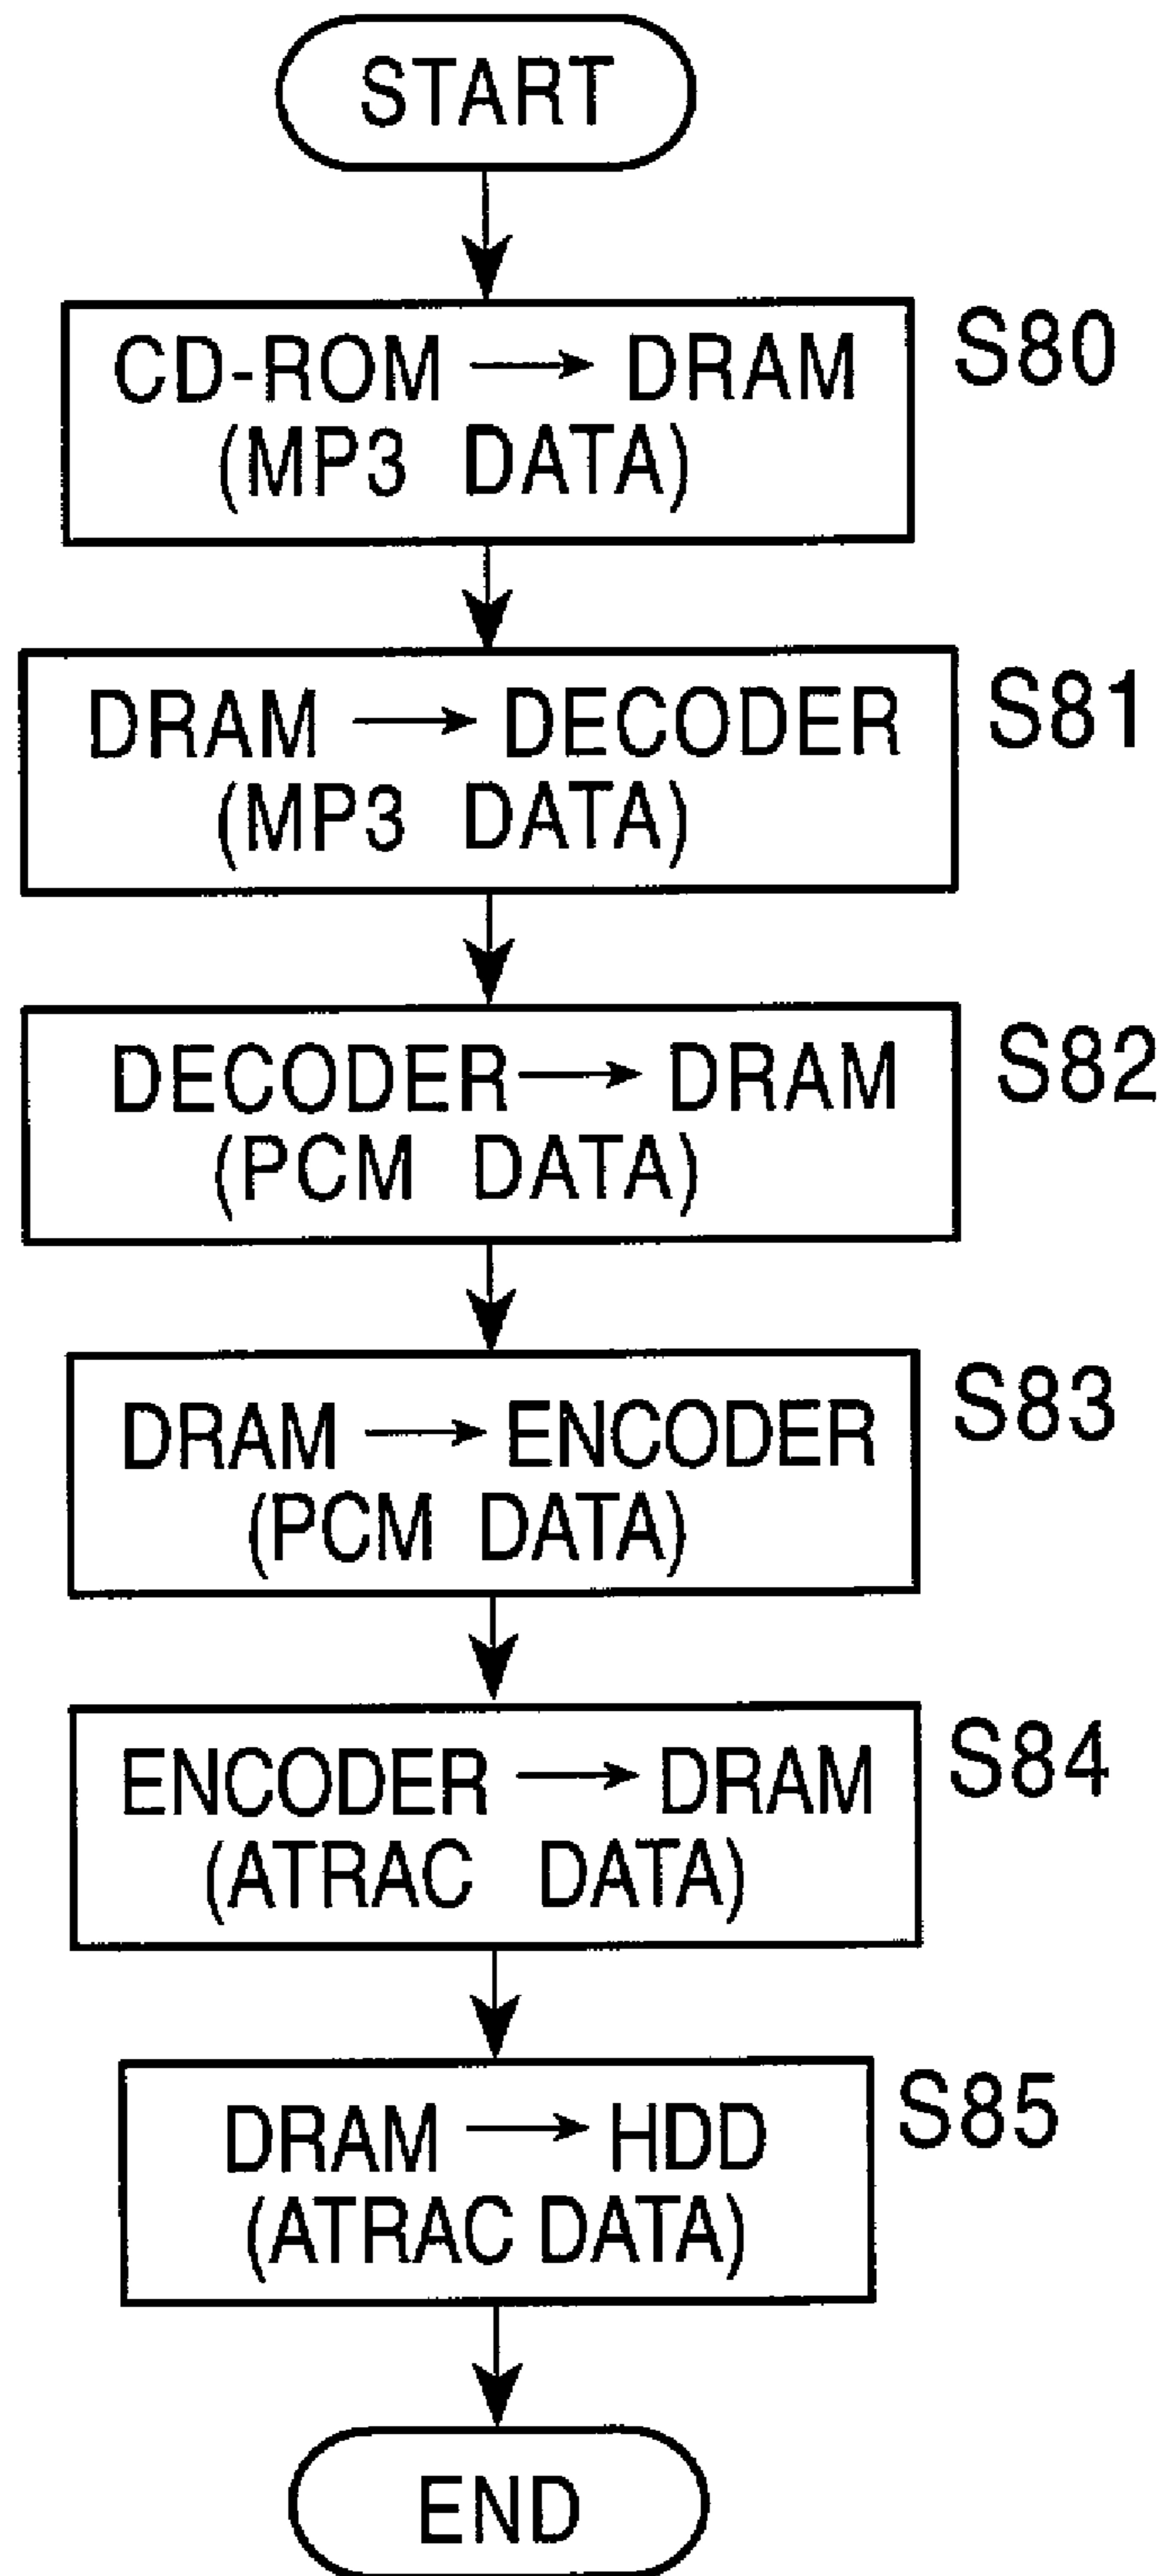 START
CD-ROM → DRAM S80
(MP3 DATA)
DRAM → DECODER S81
(MP3 DATA)
DECODER → DRAM S82
(PCM DATA)
DRAM → ENCODER S83
(PCM DATA)
ENCODER → DRAM S84
(ATRAC DATA)
DRAM → HDD S85
(ATRAC DATA)
END